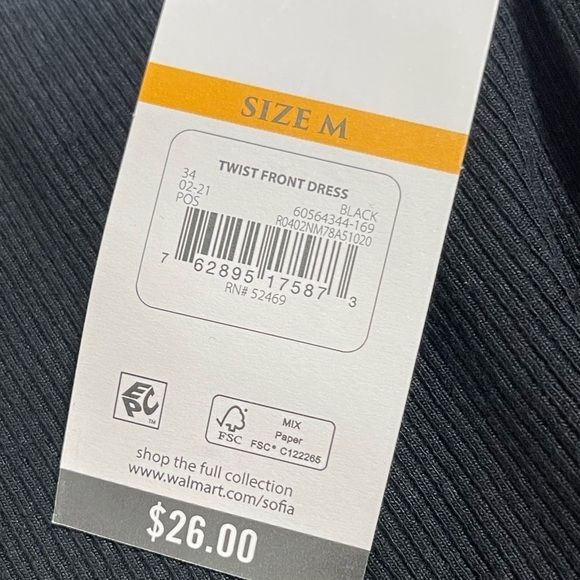 SIZE M
TWIST FRONT DRESS
34
02-21 BLACK
POS 60564344-169
R0402NM78A51020
7 62895 17587 3
RN# 52469
EPC TM
FSC
MIX
Paper
FSC® C122265
shop the full collection
www.walmart.com/sofia
$26.00